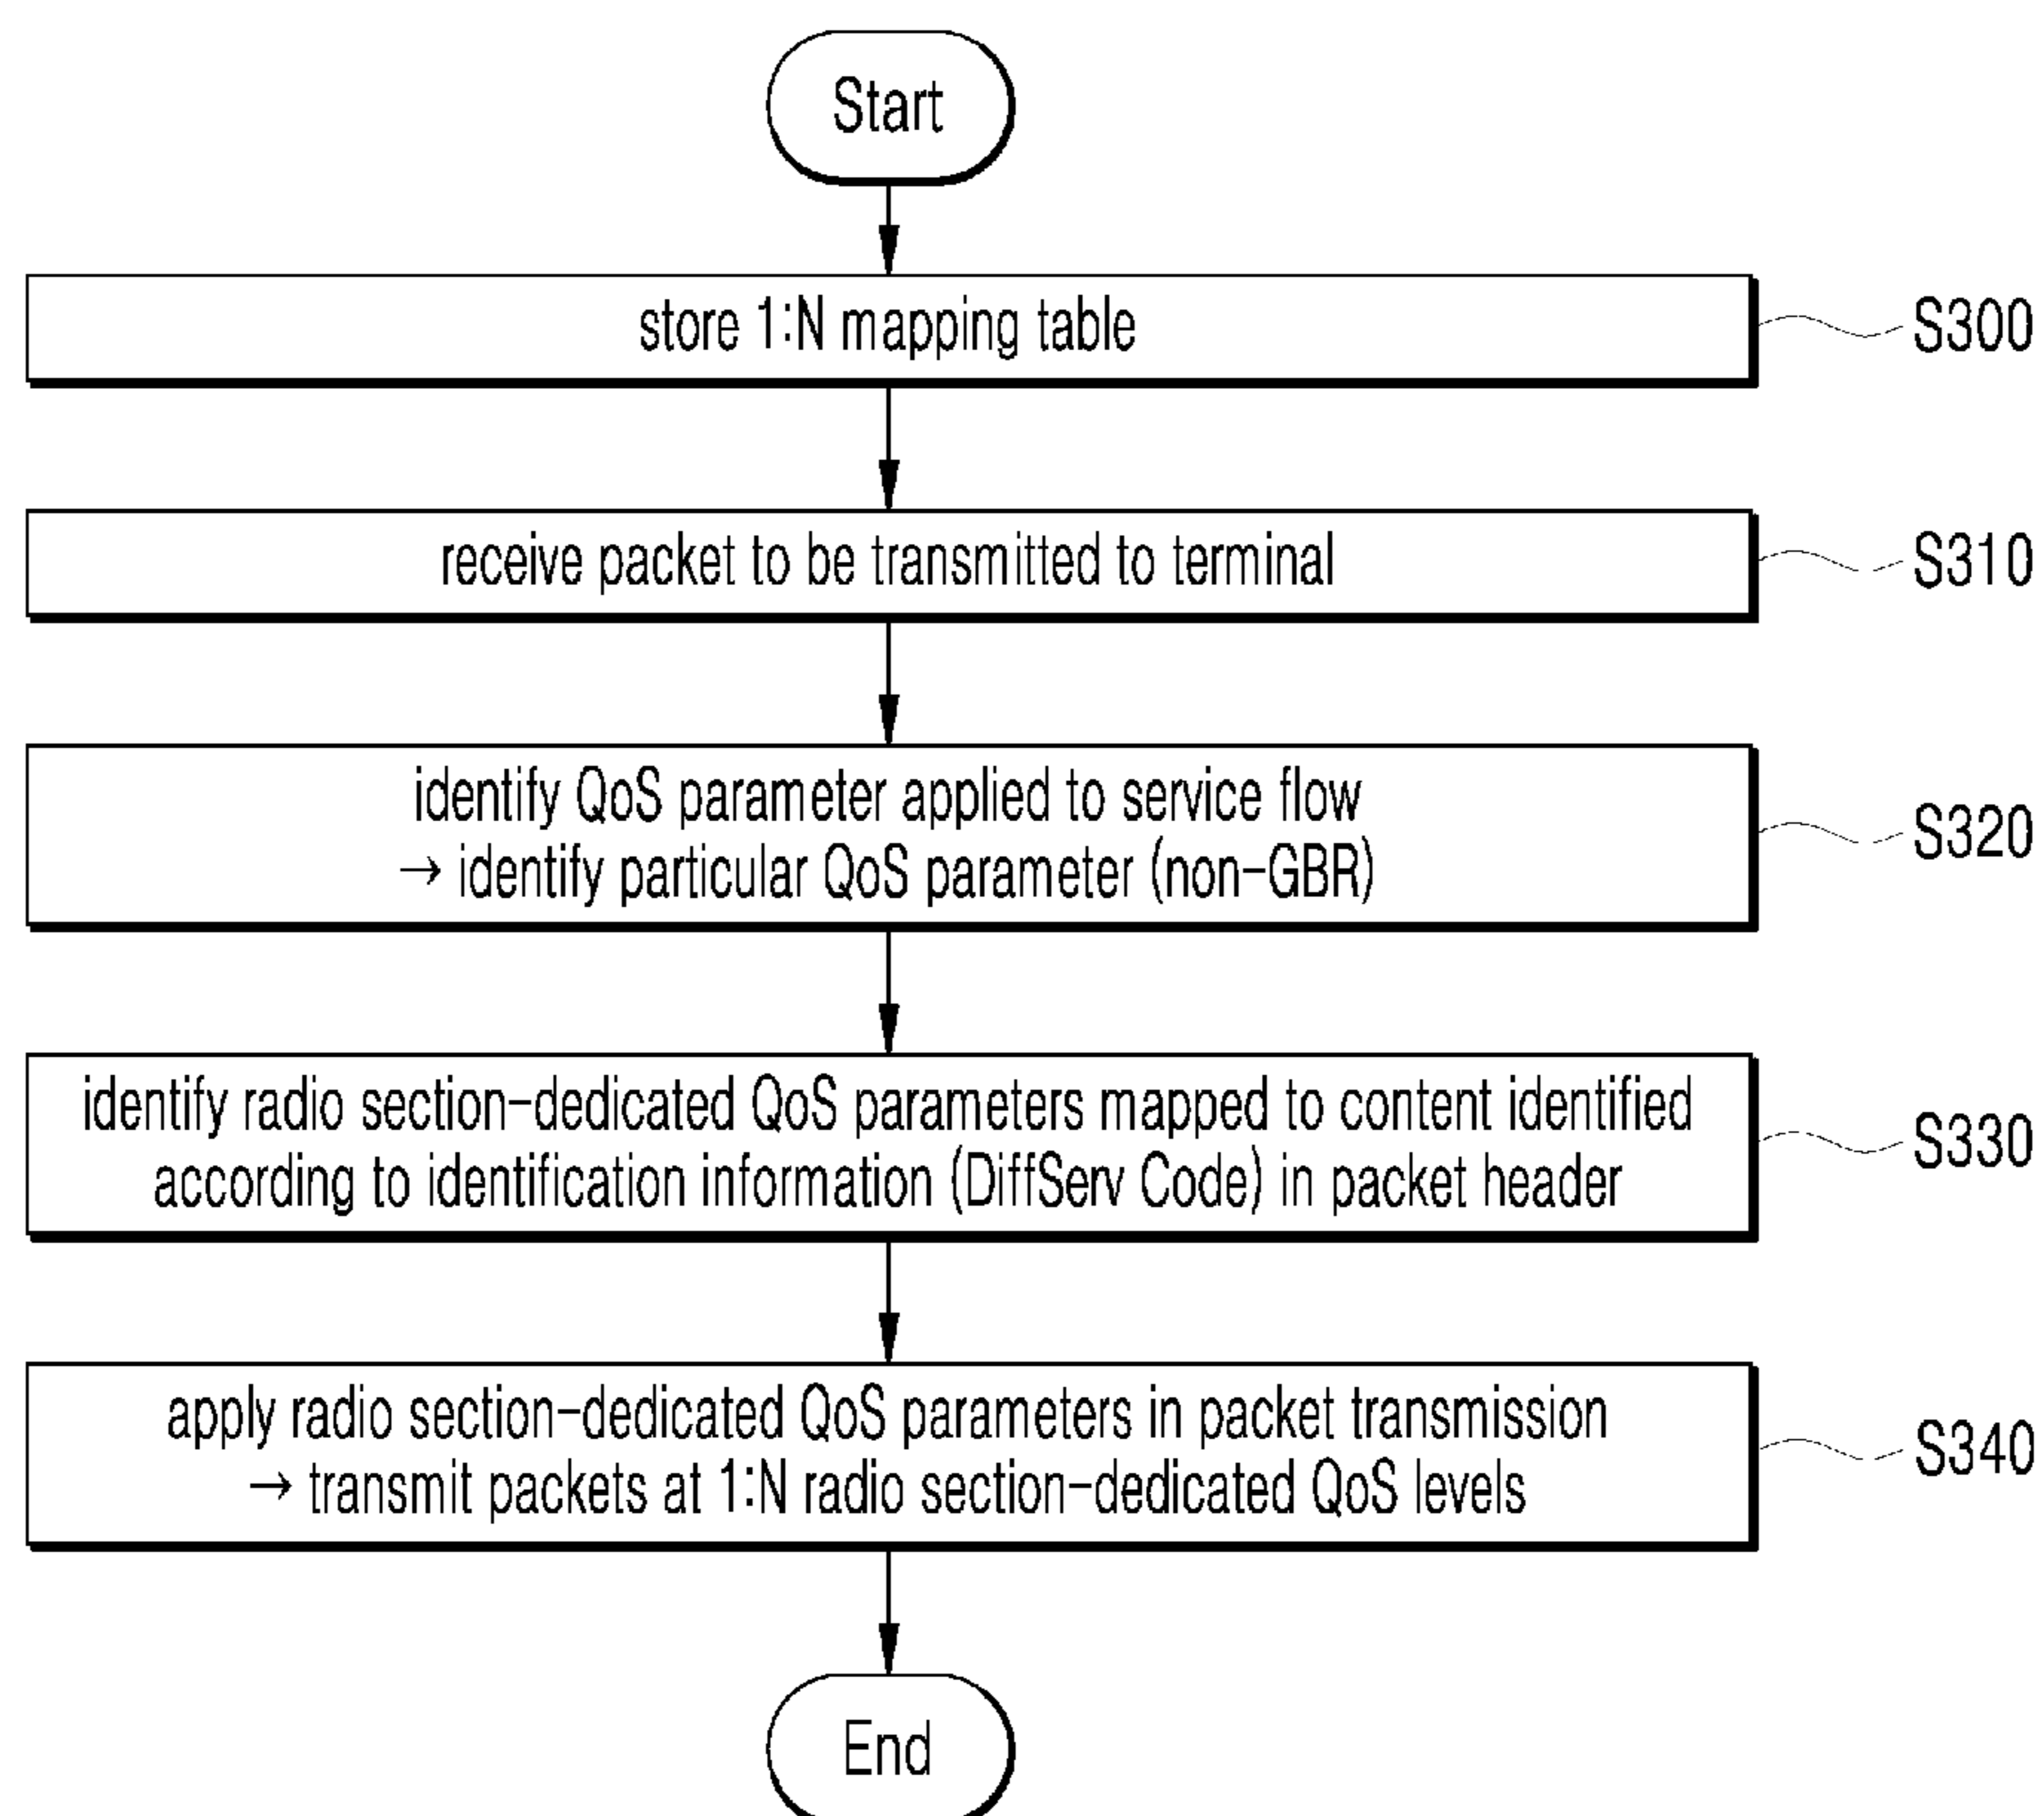 Start
store 1:N mapping table
S300
receive packet to be transmitted to terminal
S310
identify QoS parameter applied to service flow
→ identify particular QoS parameter (non-GBR)
S320
identify radio section-dedicated QoS parameters mapped to content identified
according to identification information (DiffServ Code) in packet header
S330
apply radio section-dedicated QoS parameters in packet transmission
→ transmit packets at 1:N radio section-dedicated QoS levels
S340
End